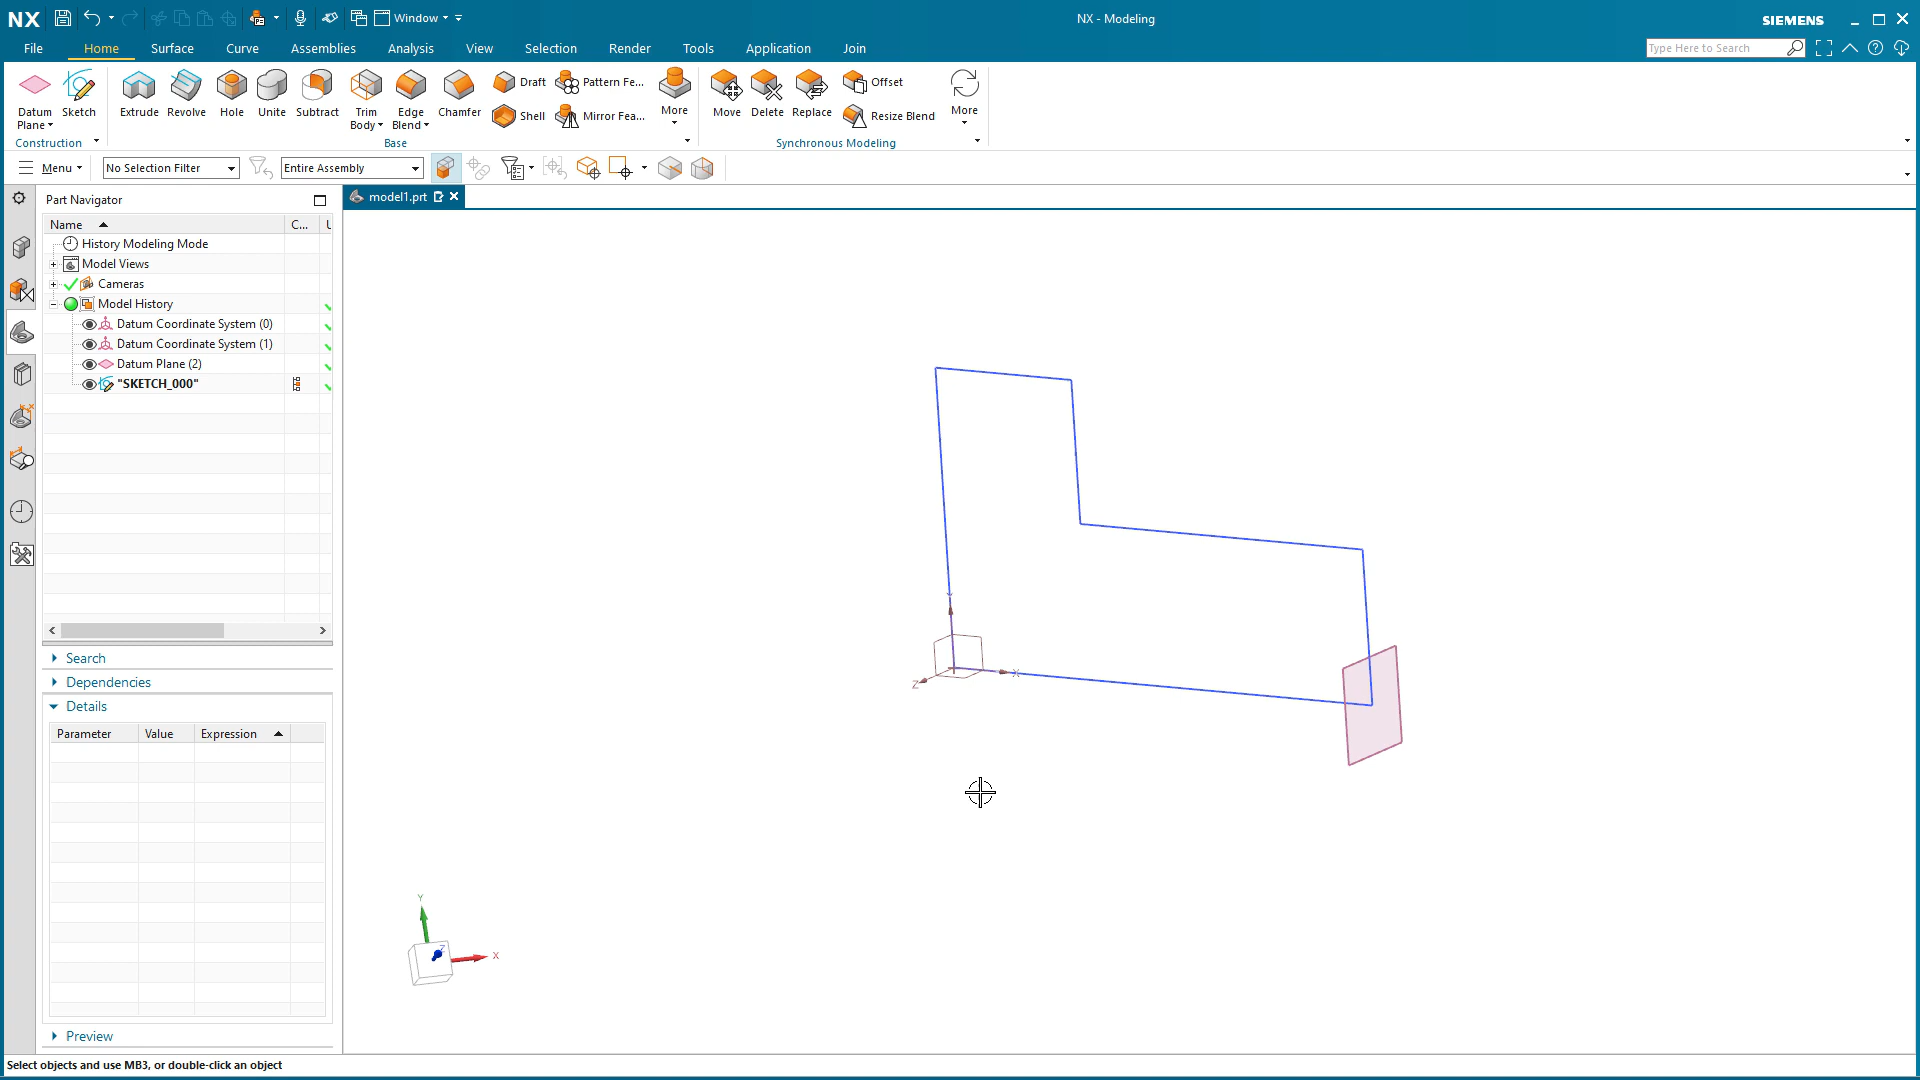 NX
Window
NX - Modeling
SIEMENS
File
Home
Surface
Curve
Assemblies
Analysis
View
Selection
Render
Tools
Application
Join
Type Here to Search
Datum Plane
Sketch
Extrude
Revolve
Hole
Unite
Subtract
Trim Body
Edge Blend
Chamfer
Draft
Shell
Pattern Fe...
Mirror Fea...
More
Move
Delete
Replace
Offset
Resize Blend
More
Construction
Base
Synchronous Modeling
Menu
No Selection Filter
Entire Assembly
Part Navigator
model1.prt
Name
C...
U
History Modeling Mode
Model Views
Cameras
Model History
Datum Coordinate System (0)
Datum Coordinate System (1)
Datum Plane (2)
"SKETCH_000"
X
Z
Search
Dependencies
Details
Parameter
Value
Expression
Y
Z
X
Preview
Select objects and use MB3, or double-click an object